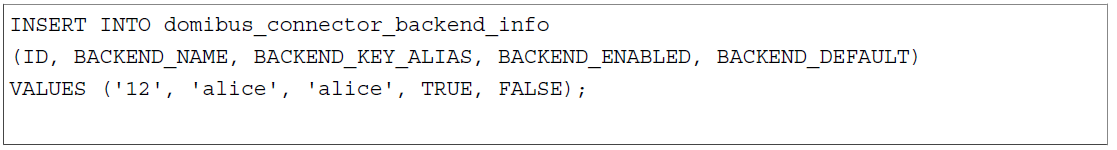 INSERT INTO domibus_connector_backend_info
(ID, BACKEND_NAME, BACKEND_KEY_ALIAS, BACKEND_ENABLED, BACKEND_DEFAULT)
VALUES ('12', 'alice', 'alice', TRUE, FALSE);